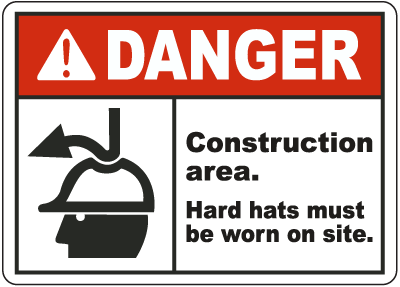 DANGER
Construction
area.
Hard hats must
be worn on site.